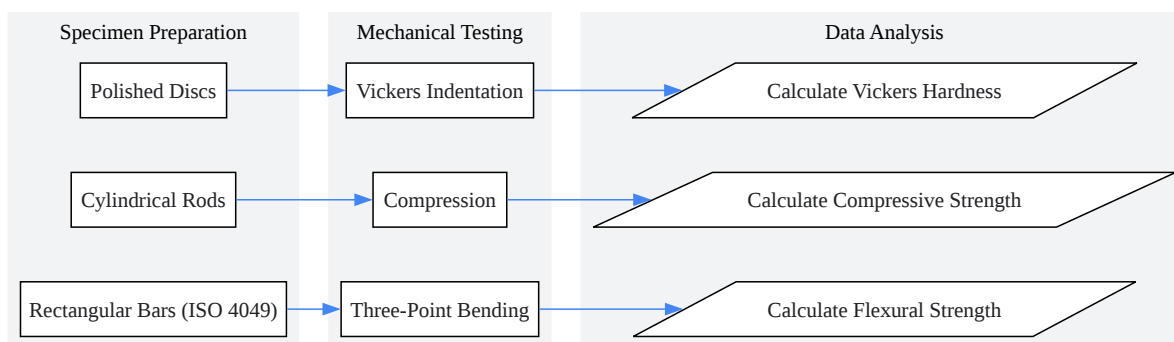 Specimen Preparation
Mechanical Testing
Data Analysis
Polished Discs
Vickers Indentation
Calculate Vickers Hardness
Cylindrical Rods
Compression
Calculate Compressive Strength
Rectangular Bars (ISO 4049)
Three-Point Bending
Calculate Flexural Strength